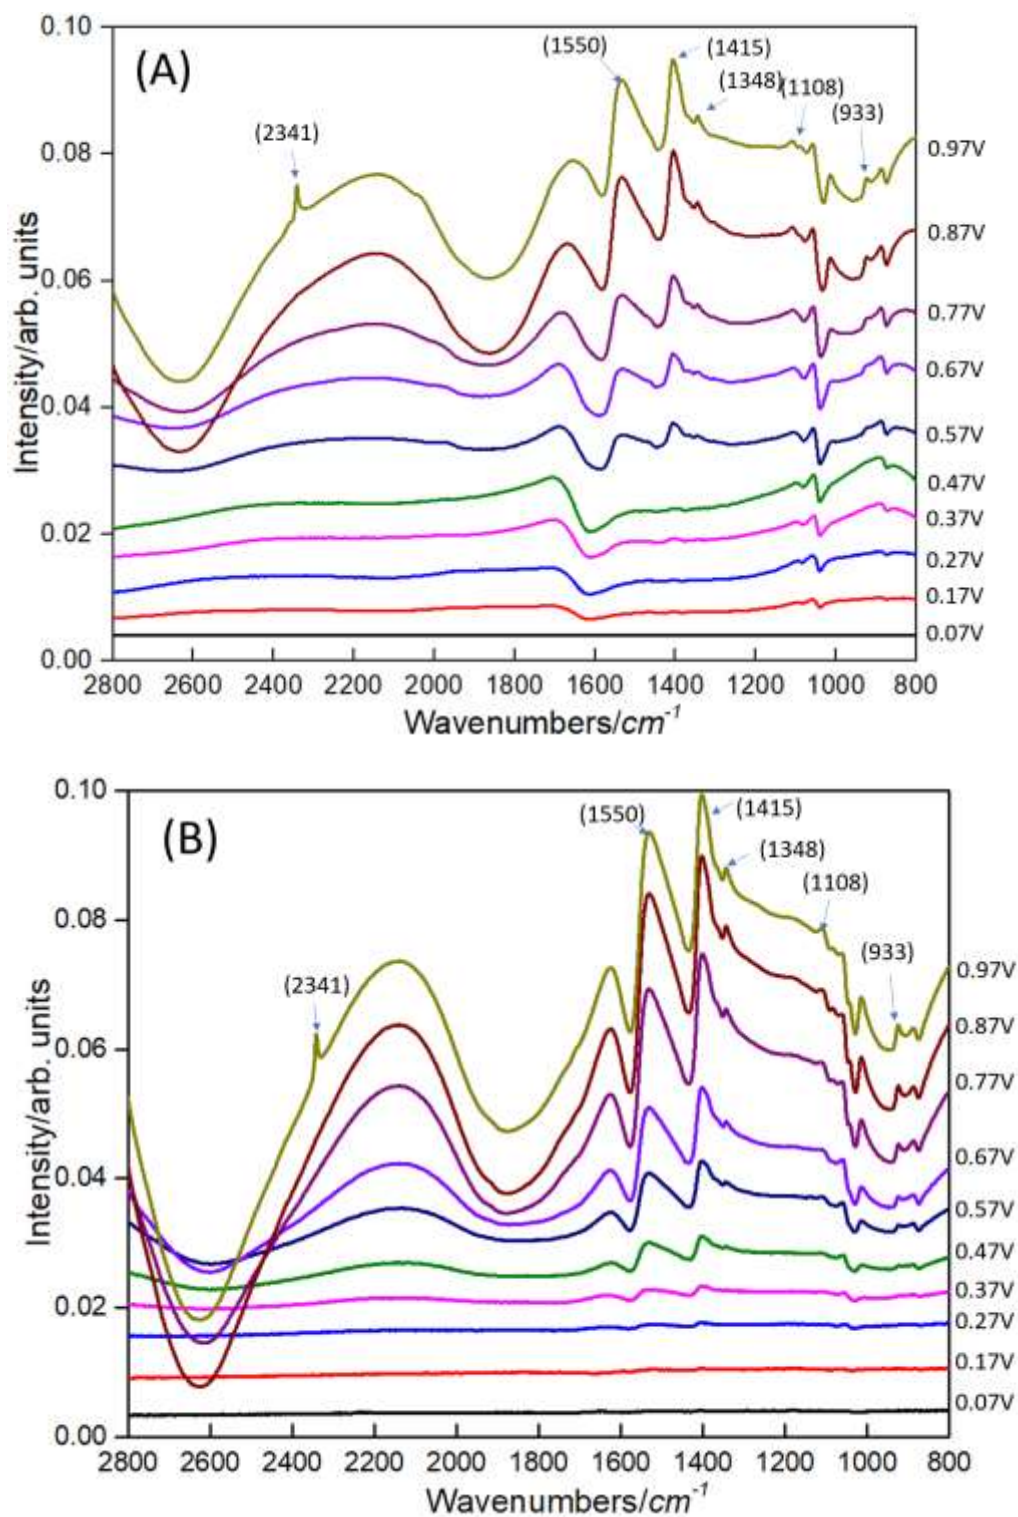 (A)
0.10
0.08
0.06
0.04
0.02
0.00
Intensity/arb. units
(2341)
(1550)
(1415)
(1348)
(1108)
(933)
0.97V
0.87V
0.77V
0.67V
0.57V
0.47V
0.37V
0.27V
0.17V
0.07V
2800 2600 2400 2200 2000 1800 1600 1400 1200 1000 800
Wavenumbers/cm-1
(B)
0.10
0.08
0.06
0.04
0.02
0.00
Intensity/arb. units
(2341)
(1550)
(1415)
(1348)
(1108)
(933)
0.97V
0.87V
0.77V
0.67V
0.57V
0.47V
0.37V
0.27V
0.17V
0.07V
2800 2600 2400 2200 2000 1800 1600 1400 1200 1000 800
Wavenumbers/cm-1